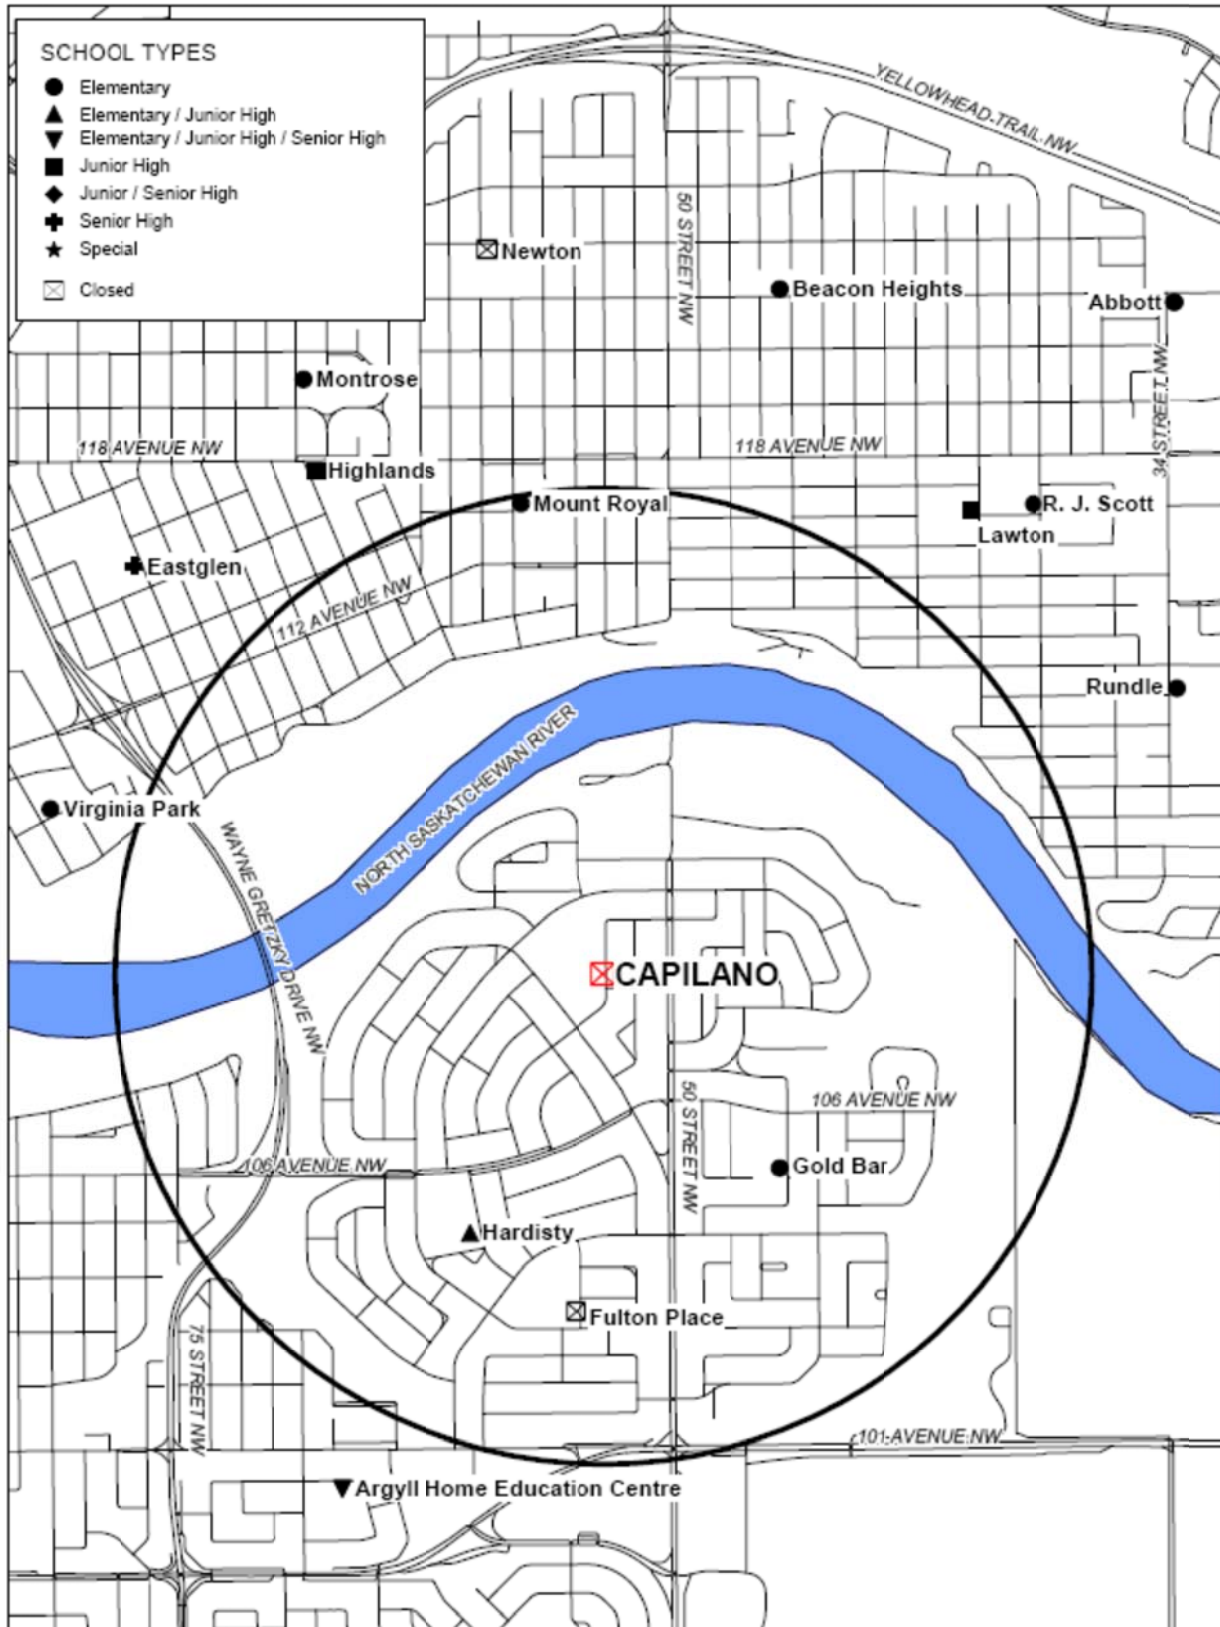 SCHOOL TYPES
Elementary
Elementary / Junior High
Elementary / Junior High / Senior High
Junior High
Junior / Senior High
Senior High
Special
Closed
YELLOWHEAD TRAIL NW
50 STREET NW
Newton
Beacon Heights
Abbott
34 STREET NW
Montrose
118 AVENUE NW
118 AVENUE NW
Highlands
Mount Royal
R. J. Scott
Lawton
Eastglen
112 AVENUE NW
Rundle
NORTH SASKATCHEWAN RIVER
Virginia Park
WAYNE GRETZKY DRIVE NW
CAPILANO
50 STREET NW
106 AVENUE NW
106 AVENUE NW
Gold Bar
Hardisty
Fulton Place
75 STREET NW
101 AVENUE NW
Argyll Home Education Centre